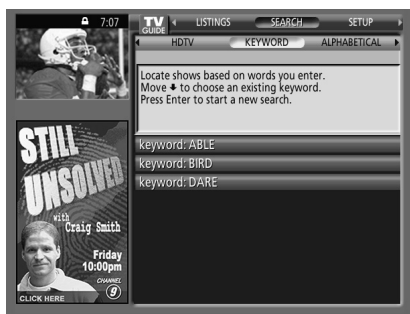 7:07
TV GUIDE LISTINGS SEARCH SETUP
HDTV KEYWORD ALPHABETICAL
Locate shows based on words you enter.
Move ⬇ to choose an existing keyword.
Press Enter to start a new search.
keyword: ABLE
keyword: BIRD
keyword: DARE
STILL
UNSOLVED
with
Craig Smith
Friday
10:00pm
CHANNEL
9
CLICK HERE